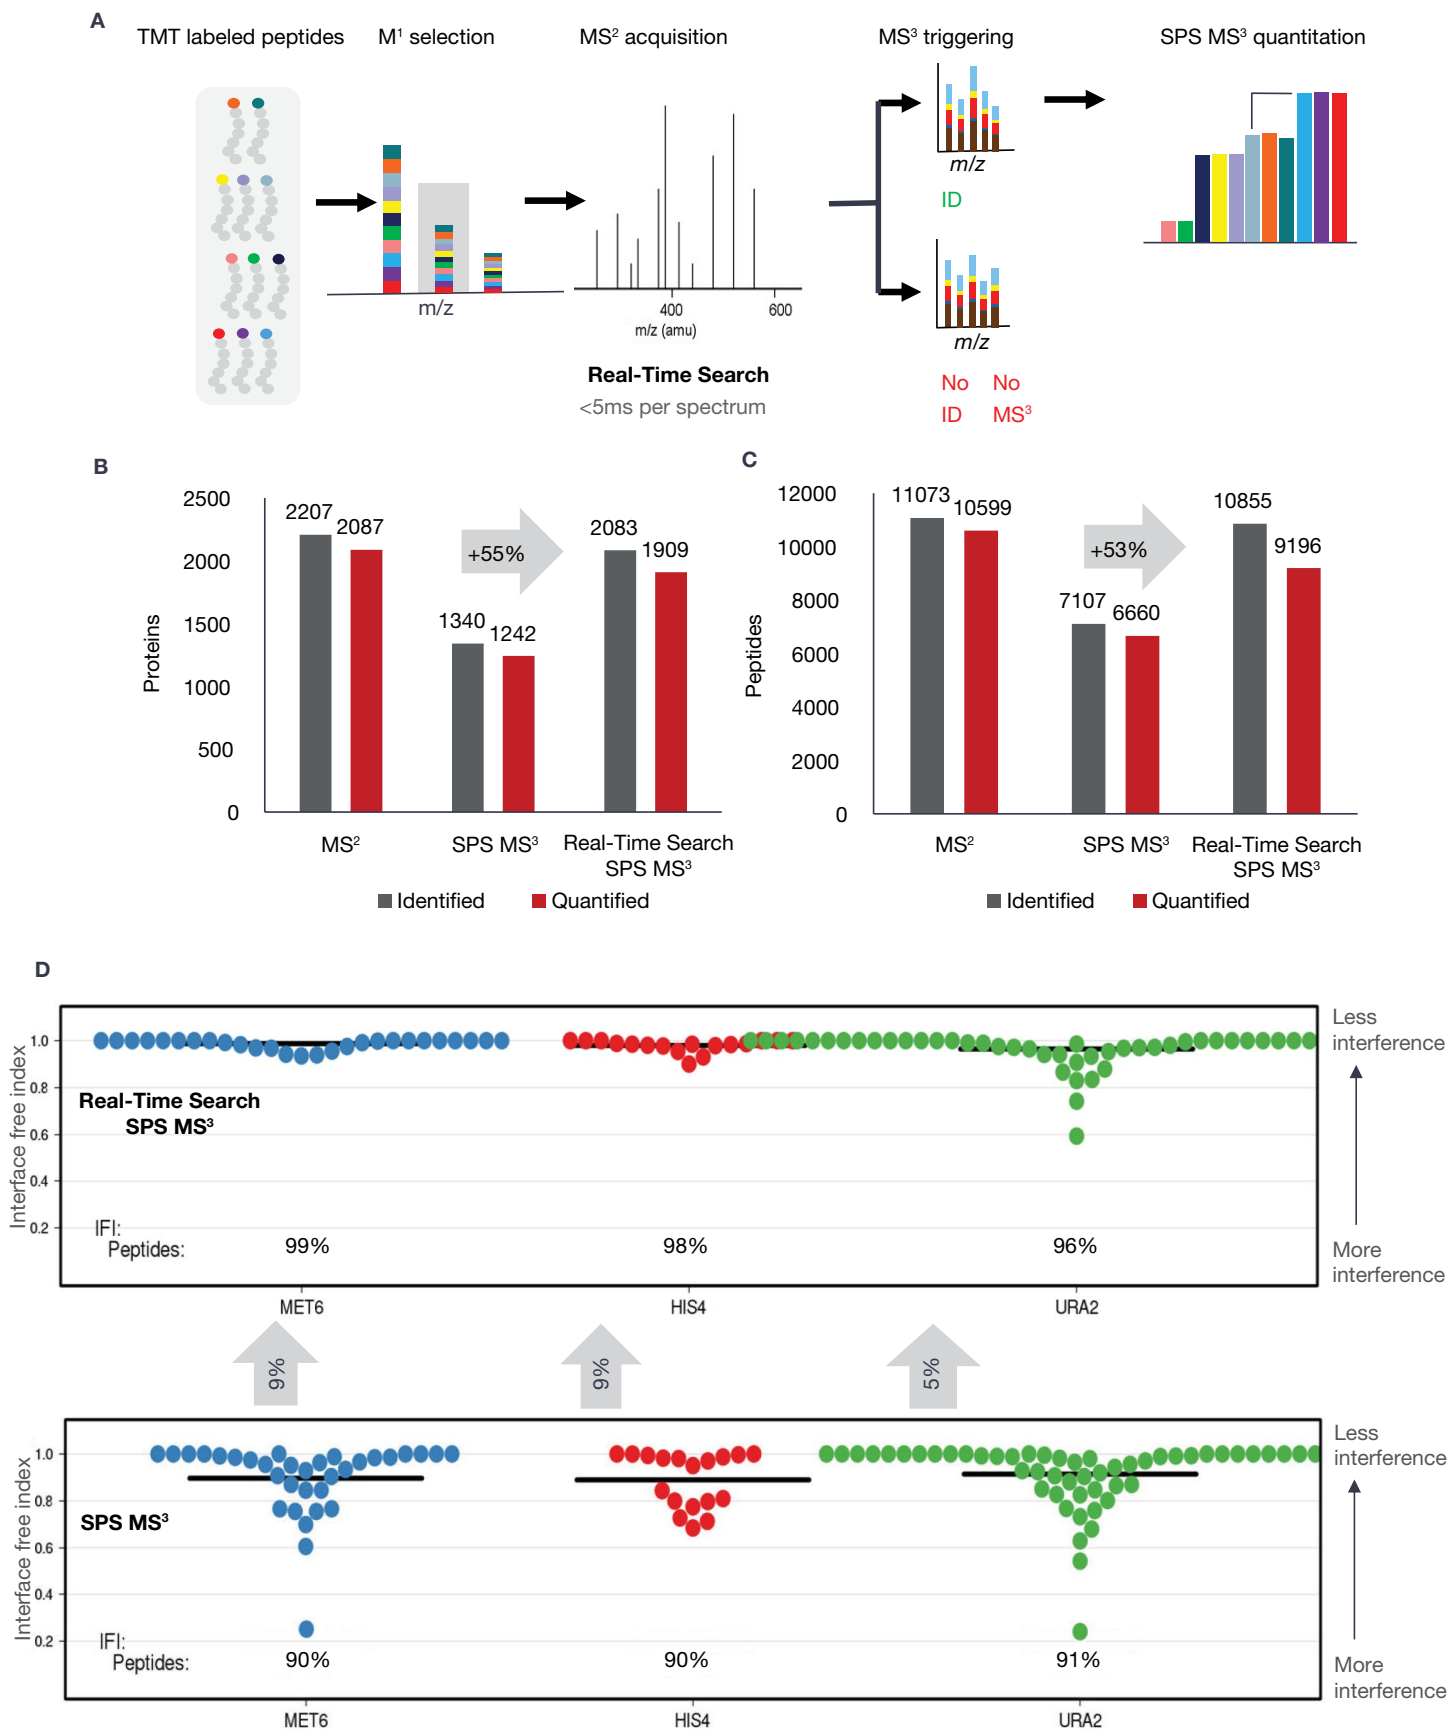 A
TMT labeled peptides
M¹ selection
MS² acquisition
MS³ triggering
SPS MS³ quantitation
m/z
400
600
m/z (amu)
Real-Time Search
<5ms per spectrum
m/z
ID
m/z
No No
ID MS³
B
2500
2000
1500
1000
500
0
Proteins
2207
2087
+55%
1340
1242
2083
1909
MS²
SPS MS³
Real-Time Search
SPS MS³
Identified
Quantified
C
12000
10000
8000
6000
4000
2000
0
Peptides
11073
10599
+53%
7107
6660
10855
9196
MS²
SPS MS³
Real-Time Search
SPS MS³
Identified
Quantified
D
Interface free index
1.0
0.8
0.6
0.4
0.2
Real-Time Search
SPS MS³
IFI:
Peptides:
99%
98%
96%
Less
interference
More
interference
MET6
HIS4
URA2
9%
9%
5%
Interface free index
1.0
0.8
0.6
0.4
0.2
SPS MS³
IFI:
Peptides:
90%
90%
91%
Less
interference
More
interference
MET6
HIS4
URA2